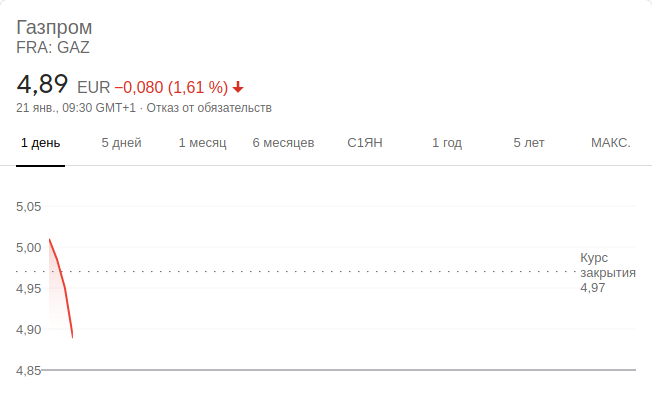 Газпром
FRA: GAZ
4,89 EUR −0,080 (1,61 %)
21 янв., 09:30 GMT+1 · Отказ от обязательств
1 день 5 дней 1 месяц 6 месяцев С1ЯН 1 год 5 лет МАКС.
5,05
5,00
4,95
4,90
4,85
Курс
закрытия
4,97